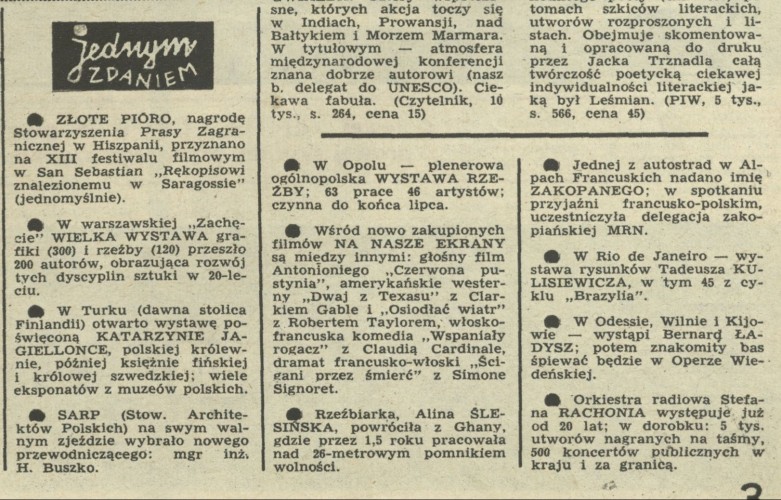 jednym
ZDANIEM
● ZŁOTE PIÓRO, nagrodę
Stowarzyszenia Prasy Zagra-
nicznej w Hiszpanii, przyznano
na XIII festiwalu filmowym
w San Sebastian „Rękopisowi
znalezionemu w Saragossie”
(jednomyślnie).
● W warszawskiej „Zachę-
cie” WIELKA WYSTAWA gra-
fiki (300) i rzeźby (120) przeszło
200 autorów, obrazująca rozwój
tych dyscyplin sztuki w 20-le-
ciu.
● W Turku (dawna stolica
Finlandii) otwarto wystawę po-
święconą KATARZYNIE JA-
GIELLONCE, polskiej królew-
nie, później księżnie fińskiej
i królowej szwedzkiej; wiele
eksponatów z muzeów polskich.
● SARP (Stow. Archite-
któw Polskich) na swym wal-
nym zjeździe wybrało nowego
przewodniczącego: mgr inż.
H. Buszko.
sne, których akcja toczy się
w Indiach, Prowansji, nad
Bałtykiem i Morzem Marmara.
W tytułowym — atmosfera
międzynarodowej konferencji
znana dobrze autorowi (nasz
b. delegat do UNESCO). Cie-
kawa fabuła. (Czytelnik, 10
tys., s. 264, cena 15)
tomach szkiców literackich,
utworów rozproszonych i li-
stach. Obejmuje skomentowa-
ną i opracowaną do druku
przez Jacka Trznadla całą
twórczość poetycką ciekawej
indywidualności literackiej ja-
ką był Leśmian. (PIW, 5 tys.,
s. 566, cena 45)
● W Opolu — plenerowa
ogólnopolska WYSTAWA RZE-
ŹBY; 63 prace 46 artystów;
czynna do końca lipca.
● Wśród nowo zakupionych
filmów NA NASZE EKRANY
są między innymi: głośny film
Antonioniego „Czerwona pu-
stynia”, amerykańskie wester-
ny „Dwaj z Texasu” z Clar-
kiem Gable i „Osiodłać wiatr”
z Robertem Taylorem, włosko-
francuska komedia „Wspaniały
rogacz” z Claudią Cardinale,
dramat francusko-włoski „Ści-
gani przez śmierć” z Simone
Signoret.
● Rzeźbiarka, Alina ŚLE-
SIŃSKA, powróciła z Ghany,
gdzie przez 1,5 roku pracowała
nad 26-metrowym pomnikiem
wolności.
● Jednej z autostrad w Al-
pach Francuskich nadano imię
ZAKOPANEGO; w spotkaniu
przyjaźni francusko-polskim,
uczestniczyła delegacja zako-
piańskiej MRN.
● W Rio de Janeiro — wy-
stawa rysunków Tadeusza KU-
LISIEWICZA, w tym 45 z cy-
klu „Brazylia”.
● W Odessie, Wilnie i Kijo-
wie — wystąpi Bernard ŁA-
DYSZ; potem znakomity bas
śpiewać będzie w Operze Wie-
deńskiej.
● Orkiestra radiowa Stefa-
na RACHONIA występuje już
od 20 lat; w dorobku: 5 tys.
utworów nagranych na taśmy,
500 koncertów publicznych w
kraju i za granicą.
3